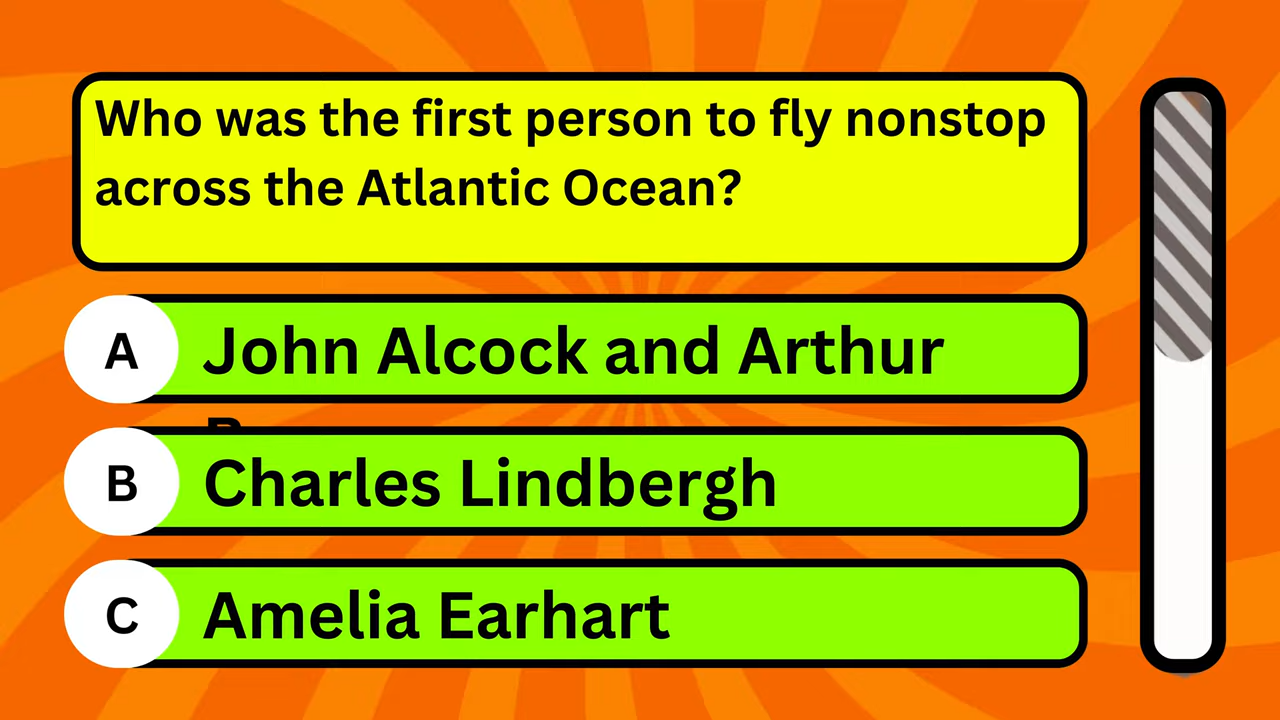 Who was the first person to fly nonstop
across the Atlantic Ocean?
A John Alcock and Arthur
B Charles Lindbergh
C Amelia Earhart